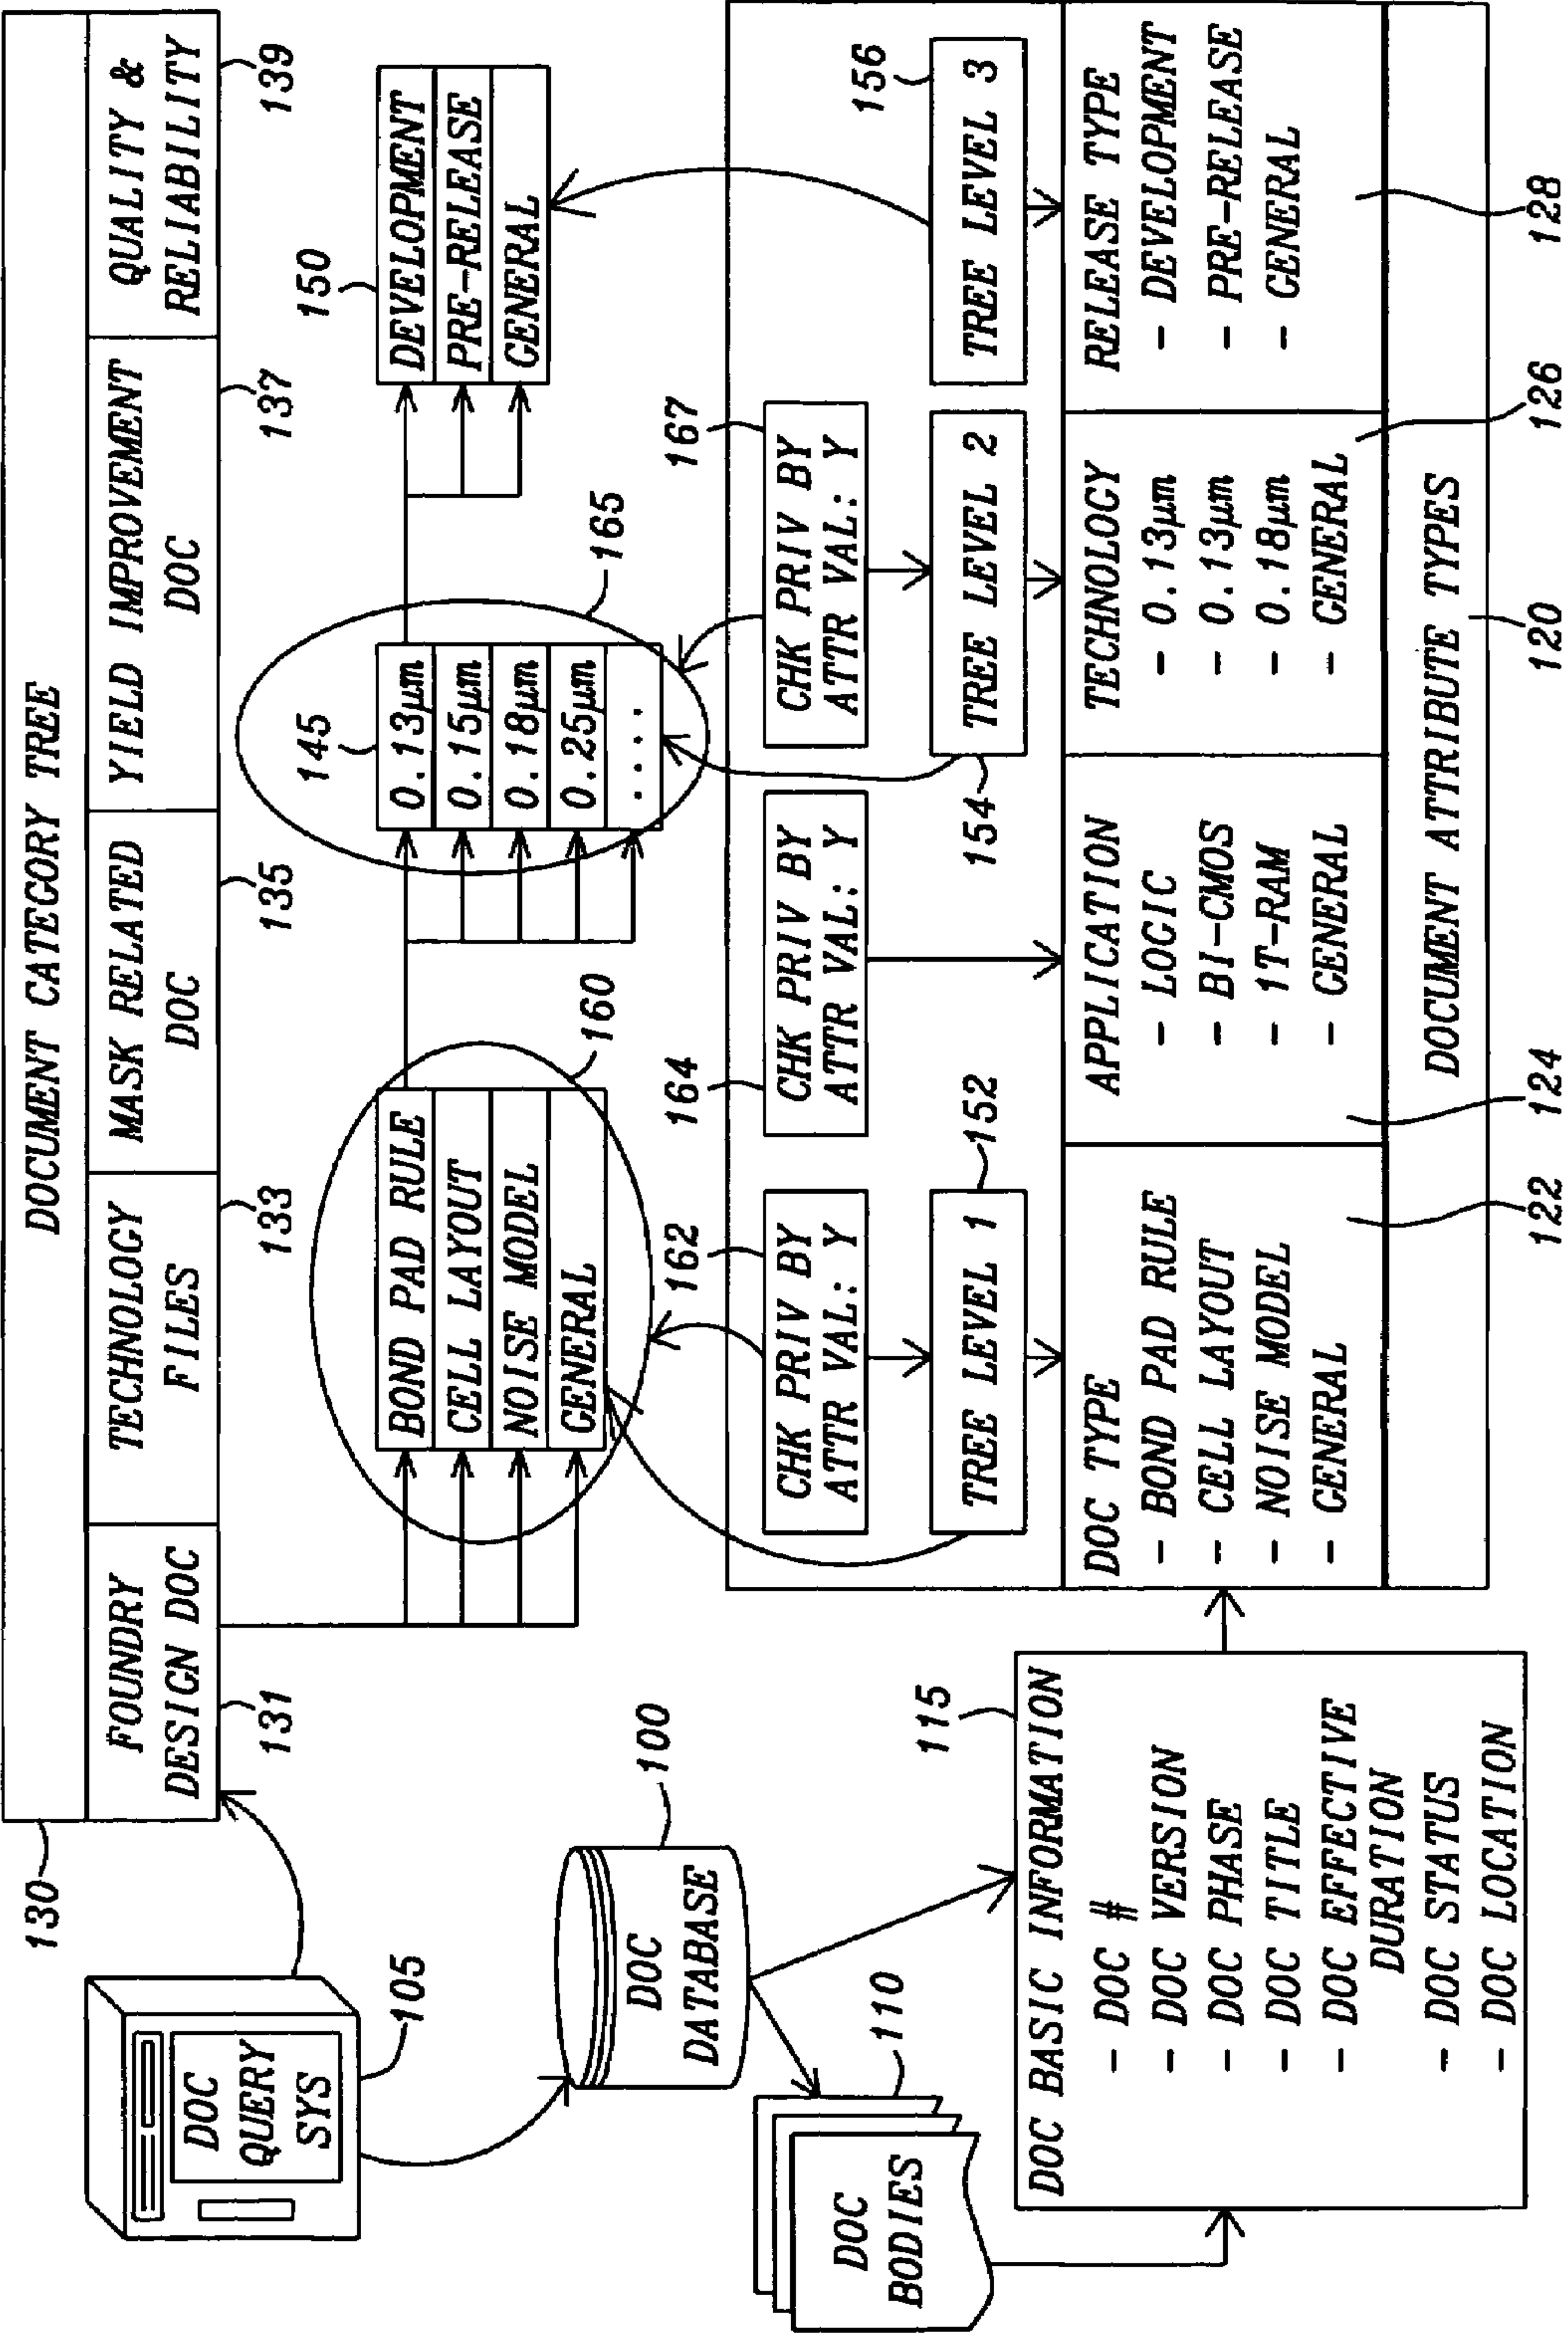 DOCUMENT CATEGORY TREE
130
FOUNDRY
DESIGN DOC
TECHNOLOGY
FILES
MASK RELATED
DOC
YIELD IMPROVEMENT
DOC
QUALITY &
RELIABILITY
131
133
135
137
139
DOC
QUERY
SYS
105
BOND PAD RULE
CELL LAYOUT
NOISE MODEL
GENERAL
160
145
0.13μm
0.15μm
0.18μm
0.25μm
....
165
150
DEVELOPMENT
PRE-RELEASE
GENERAL
DOC
DATABASE
100
162
CHK PRIV BY
ATTR VAL: Y
164
CHK PRIV BY
ATTR VAL: Y
167
CHK PRIV BY
ATTR VAL: Y
156
TREE LEVEL 1
152
154
TREE LEVEL 2
TREE LEVEL 3
DOC
BODIES
110
115
DOC BASIC INFORMATION
- DOC #
- DOC VERSION
- DOC PHASE
- DOC TITLE
- DOC EFFECTIVE
DURATION
- DOC STATUS
- DOC LOCATION
DOC TYPE
- BOND PAD RULE
- CELL LAYOUT
- NOISE MODEL
- GENERAL
APPLICATION
- LOGIC
- BI-CMOS
- 1T-RAM
- GENERAL
TECHNOLOGY
- 0.13μm
- 0.13μm
- 0.18μm
- GENERAL
RELEASE TYPE
- DEVELOPMENT
- PRE-RELEASE
- GENERAL
DOCUMENT ATTRIBUTE TYPES
122
124
120
126
128